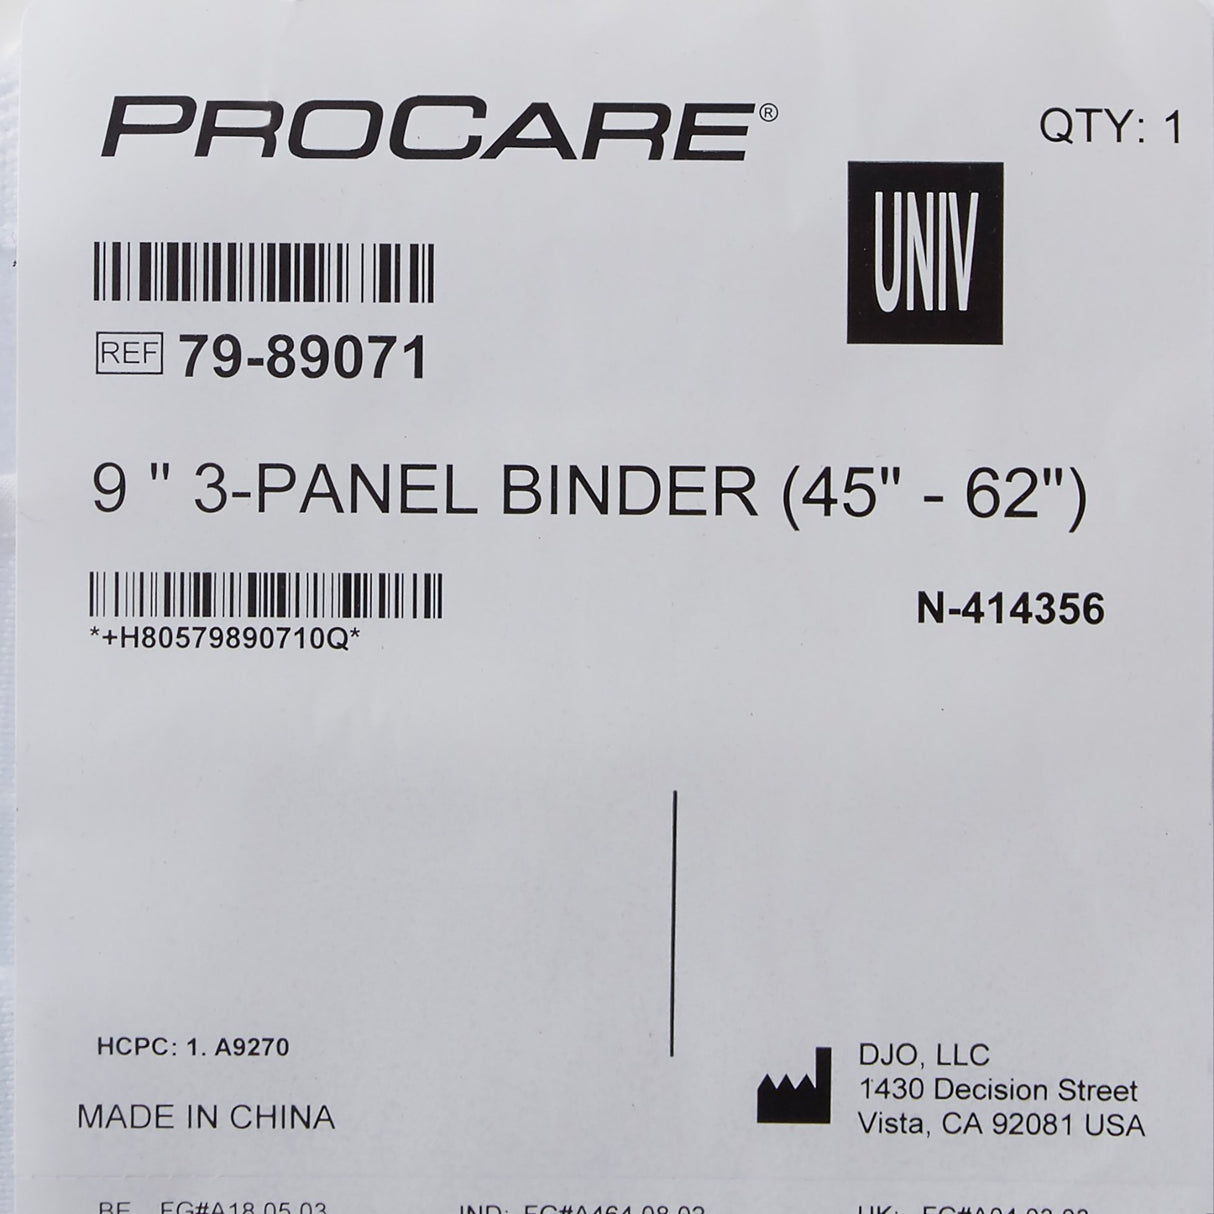 PROCARE®
QTY: 1
UNIV
REF 79-89071
9 " 3-PANEL BINDER (45" - 62")
*+H80579890710Q*
N-414356
HCPC: 1. A9270
MADE IN CHINA
DJO, LLC
1430 Decision Street
Vista, CA 92081 USA